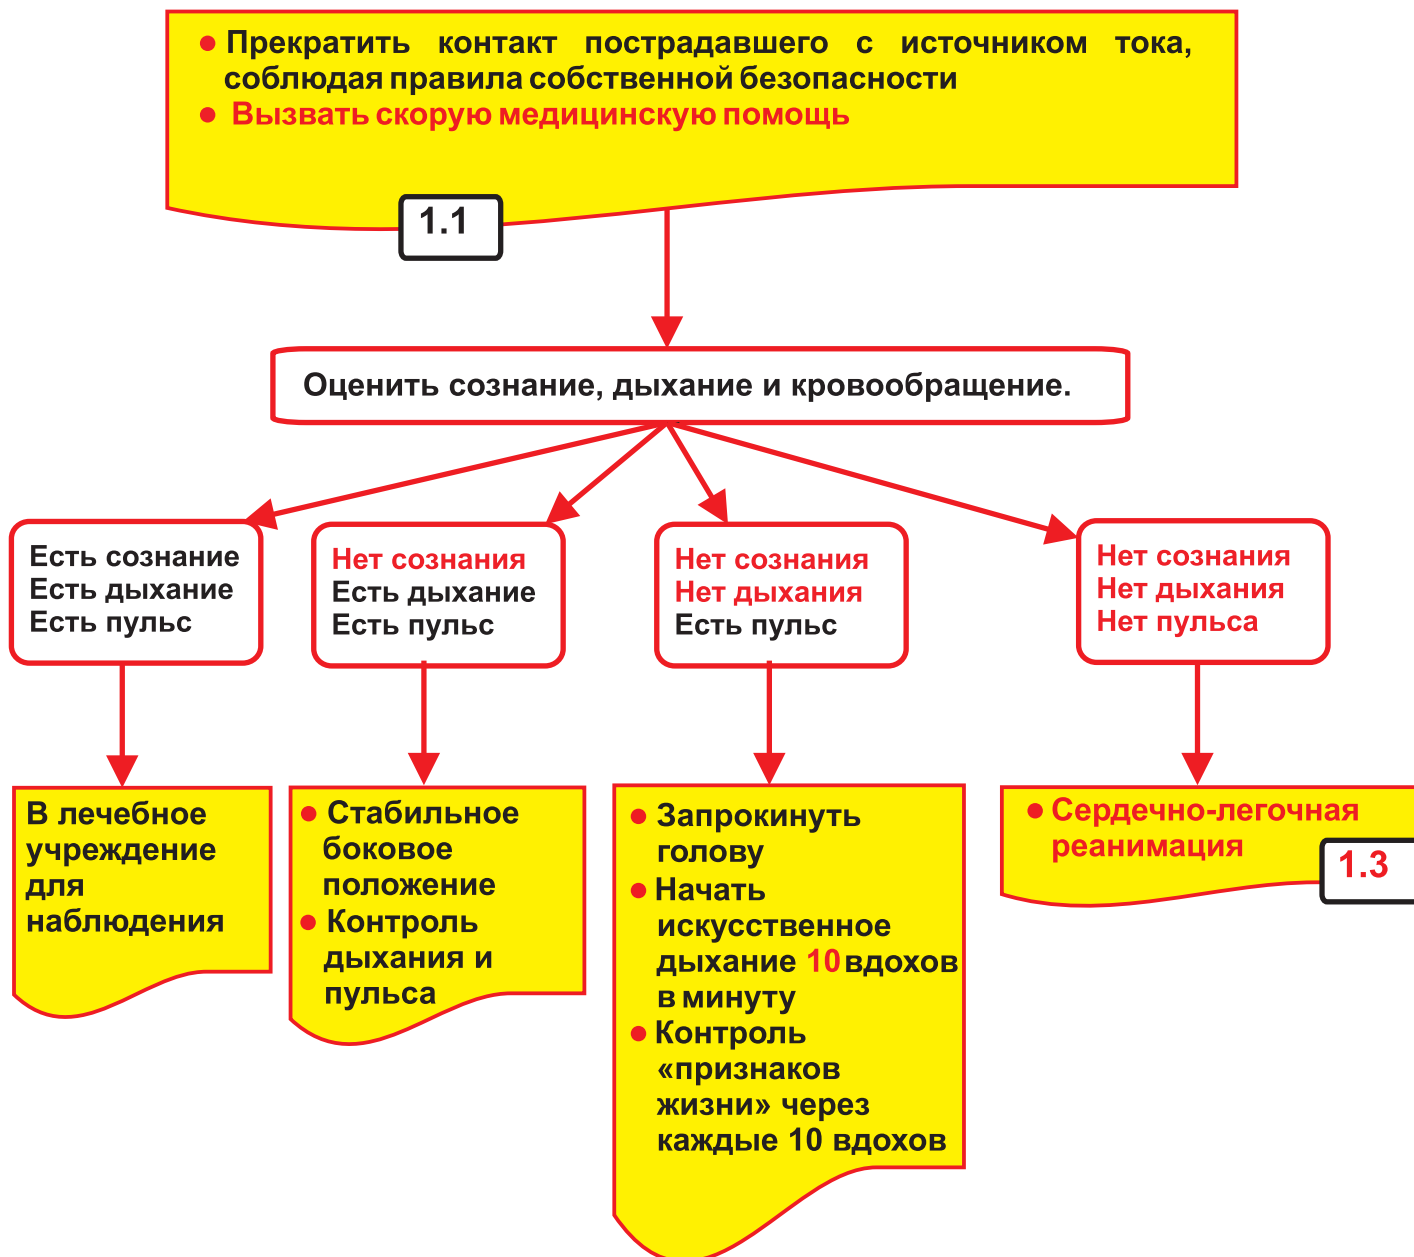 ● Прекратить контакт пострадавшего с источником тока,
соблюдая правила собственной безопасности
● Вызвать скорую медицинскую помощь
1.1
Оценить сознание, дыхание и кровообращение.
Есть сознание
Есть дыхание
Есть пульс
Нет сознания
Есть дыхание
Есть пульс
Нет сознания
Нет дыхания
Есть пульс
Нет сознания
Нет дыхания
Нет пульса
В лечебное
учреждение
для
наблюдения
● Стабильное
боковое
положение
● Контроль
дыхания и
пульса
● Запрокинуть
голову
● Начать
искусственное
дыхание 10 вдохов
в минуту
● Контроль
«признаков
жизни» через
каждые 10 вдохов
● Сердечно-легочная
реанимация
1.3